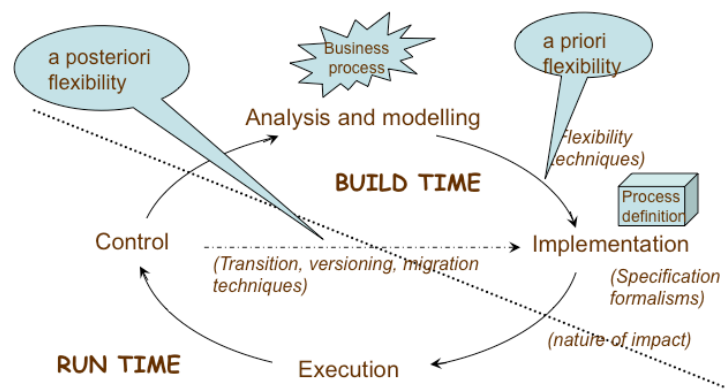 a posteriori
flexibility
Business
process
a priori
flexibility
Analysis and modelling
Flexibility
techniques)
BUILD TIME
Process
definition
Control
Implementation
(Transition, versioning, migration
techniques)
(Specification
formalisms)
(nature of impact)
RUN TIME
Execution